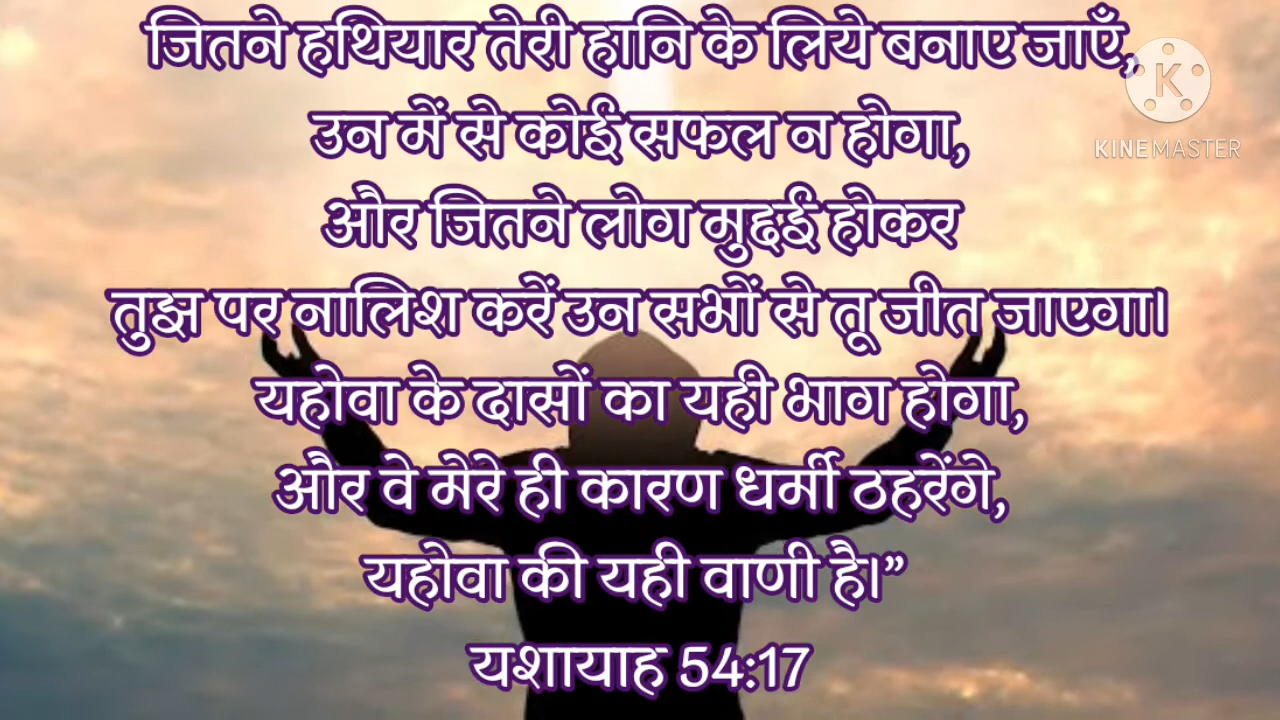 जितने हथियार तेरी हानि के लिये बनाए जाएँ,
K
KINEMASTER
उन में से कोई सफल न होगा,
और जितने लोग मुद्दई होकर
तुझ पर नालिश करें उन सभों से तू जीत जाएगा।
यहोवा के दासों का यही भाग होगा,
और वे मेरे ही कारण धर्मी ठहरेंगे,
यहोवा की यही वाणी है।”
यशायाह 54:17